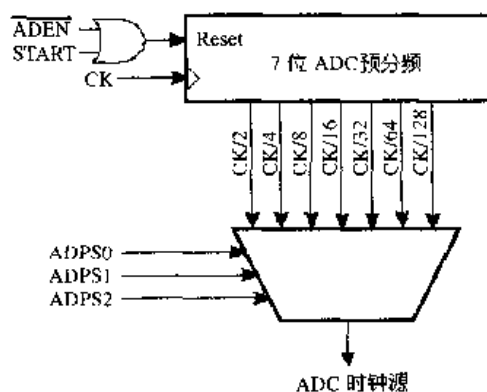 ADEN
START
Reset
CK
7 位 ADC 预分频
CK/2
CK/4
CK/8
CK/16
CK/32
CK/64
CK/128
ADPS0
ADPS1
ADPS2
ADC 时钟源